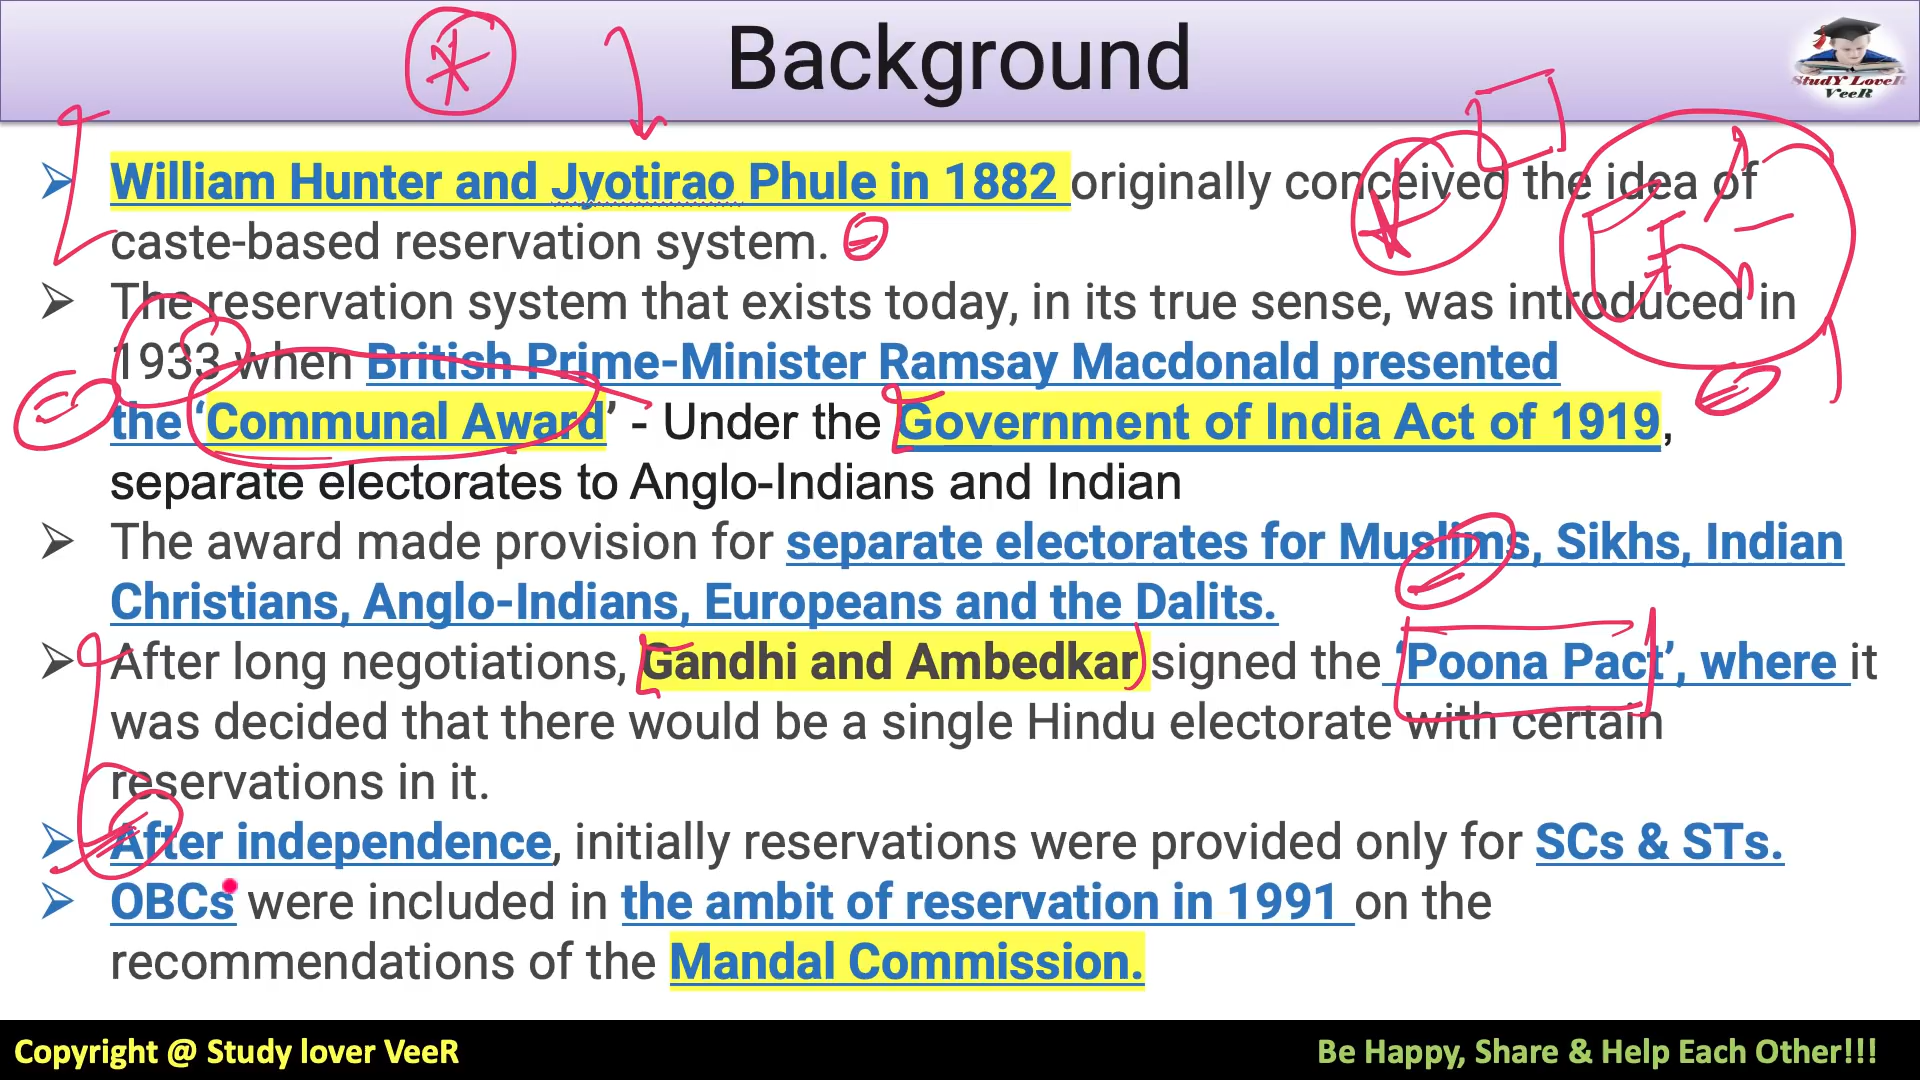 Background
StudY LoveR
VeeR
William Hunter and Jyotirao Phule in 1882 originally conceived the idea of
caste-based reservation system.
The reservation system that exists today, in its true sense, was introduced in
1933 when British Prime-Minister Ramsay Macdonald presented
the ‘Communal Award’ - Under the Government of India Act of 1919,
separate electorates to Anglo-Indians and Indian
The award made provision for separate electorates for Muslims, Sikhs, Indian
Christians, Anglo-Indians, Europeans and the Dalits.
After long negotiations, Gandhi and Ambedkar signed the ‘Poona Pact’, where it
was decided that there would be a single Hindu electorate with certain
reservations in it.
After independence, initially reservations were provided only for SCs & STs.
OBCs were included in the ambit of reservation in 1991 on the
recommendations of the Mandal Commission.
Copyright @ Study lover VeeR
Be Happy, Share & Help Each Other!!!